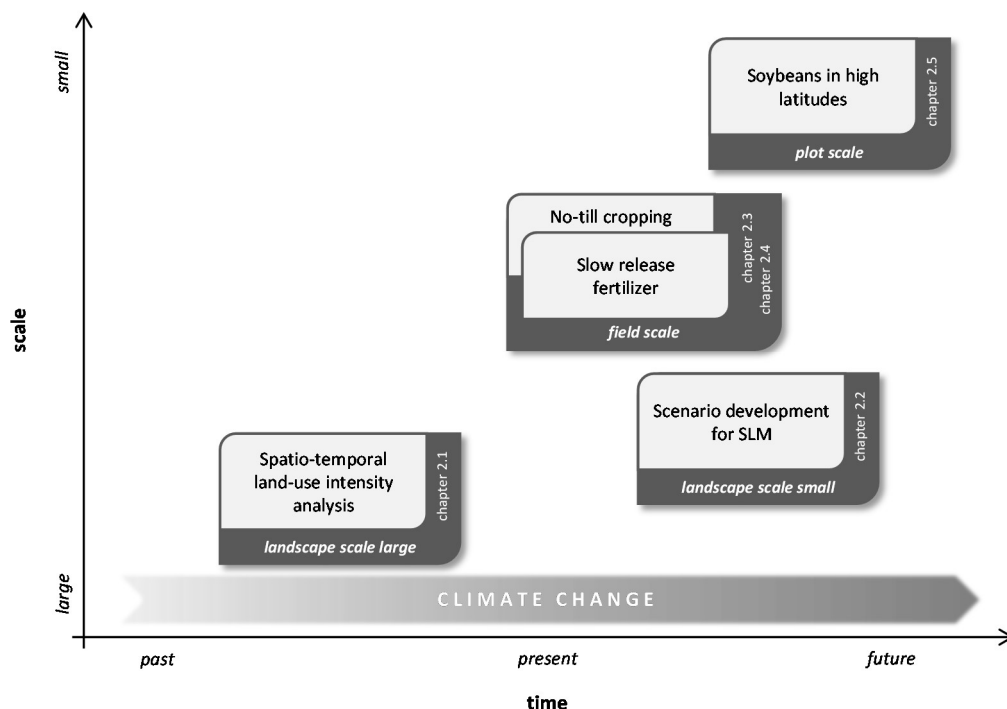 small
Soybeans in high
latitudes
chapter 2.5
plot scale
No-till cropping
chapter 2.3
chapter 2.4
Slow release
fertilizer
field scale
scale
Scenario development
for SLM
chapter 2.2
landscape scale small
Spatio-temporal
land-use intensity
analysis
chapter 2.1
landscape scale large
large
CLIMATE CHANGE
past
present
future
time